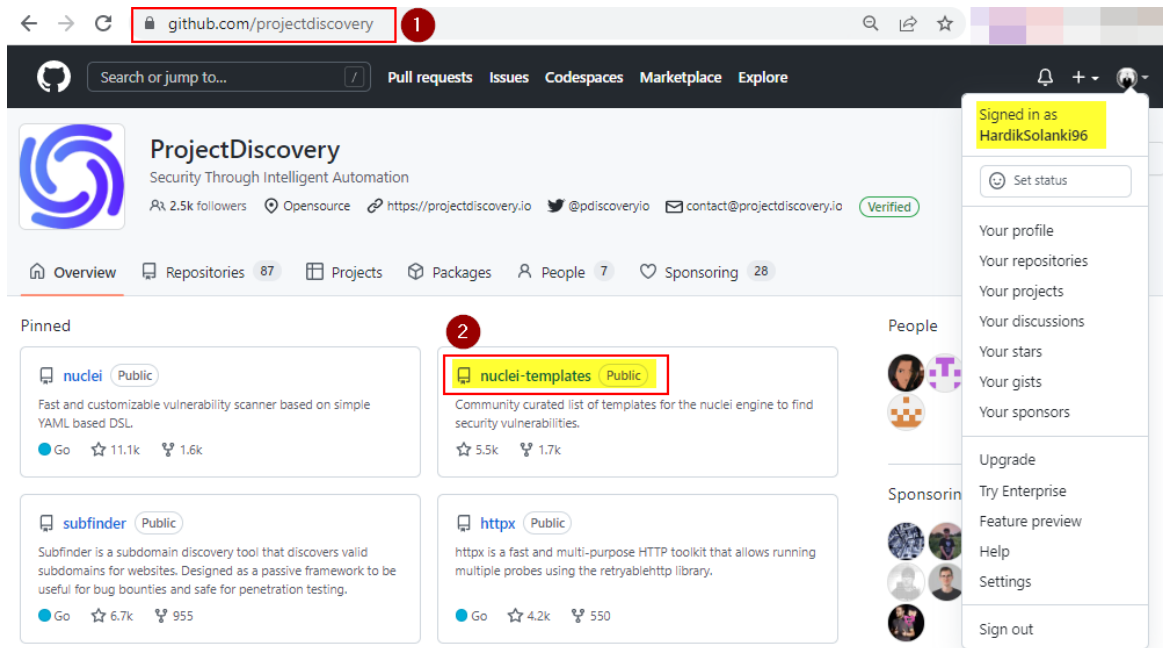 github.com/projectdiscovery
1
Search or jump to...
/
Pull requests Issues Codespaces Marketplace Explore
Signed in as
HardikSolanki96
Set status
Your profile
Your repositories
Your projects
Your discussions
Your stars
Your gists
Your sponsors
Upgrade
Try Enterprise
Feature preview
Help
Settings
Sign out
ProjectDiscovery
Security Through Intelligent Automation
2.5k followers Opensource https://projectdiscovery.io @pdiscoveryio contact@projectdiscovery.io Verified
Overview Repositories 87 Projects Packages People 7 Sponsoring 28
Pinned
2
nuclei Public
Fast and customizable vulnerability scanner based on simple
YAML based DSL.
Go 11.1k 1.6k
nuclei-templates Public
Community curated list of templates for the nuclei engine to find
security vulnerabilities.
5.5k 1.7k
subfinder Public
Subfinder is a subdomain discovery tool that discovers valid
subdomains for websites. Designed as a passive framework to be
useful for bug bounties and safe for penetration testing.
Go 6.7k 955
httpx Public
httpx is a fast and multi-purpose HTTP toolkit that allows running
multiple probes using the retryablehttp library.
Go 4.2k 550
People
Sponsorin